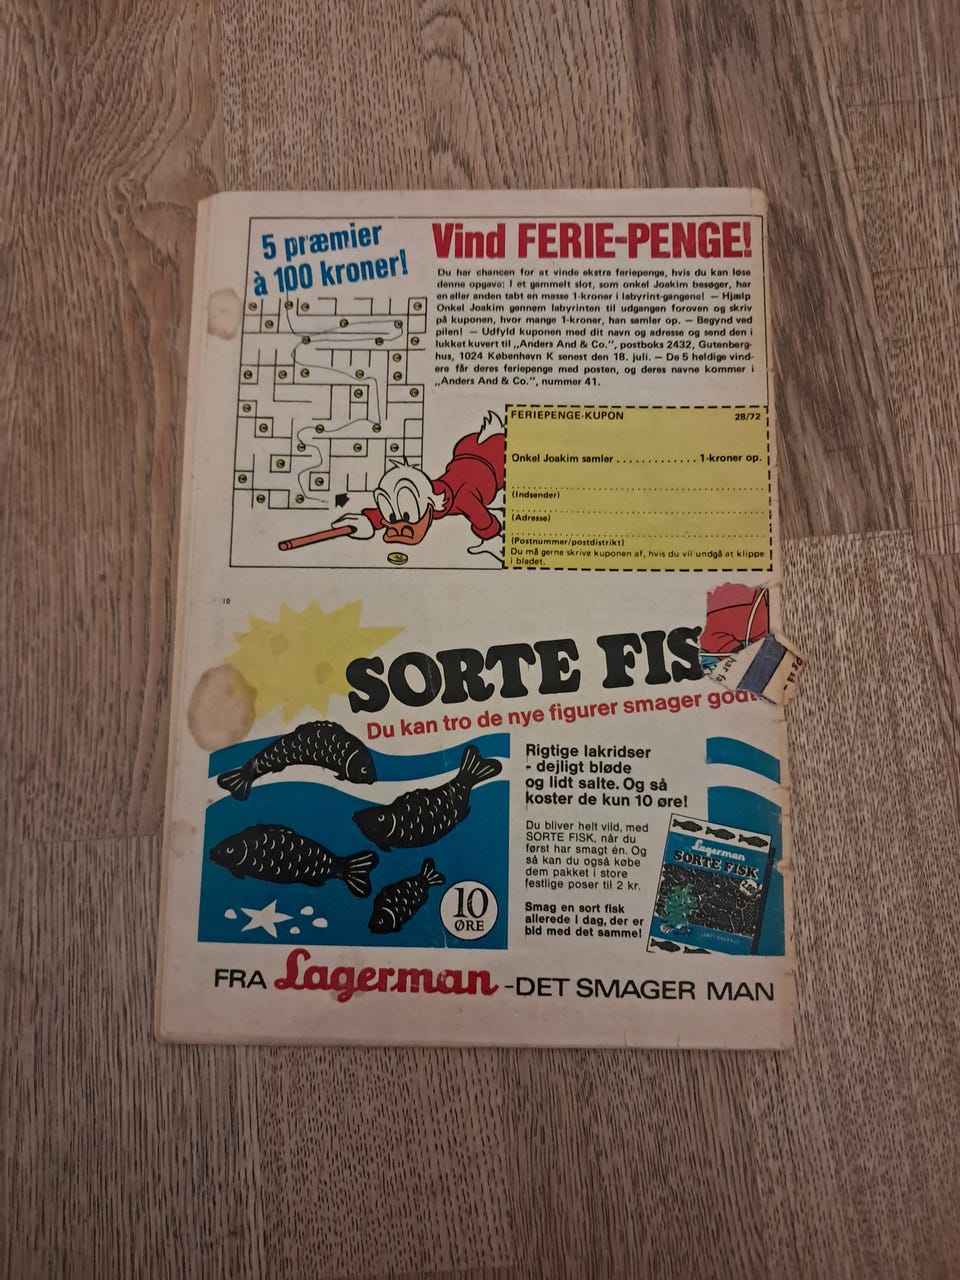 5 præmier
à 100 kroner!
Vind FERIE-PENGE!
Du har chancen for at vinde ekstra feriepenge, hvis du kan løse
denne opgave: I et gammelt slot, som onkel Joakim besøger, har
en eller anden tabt en masse 1-kroner i labyrint-gangene! — Hjælp
Onkel Joakim gennem labyrinten til udgangen foroven og skriv
på kuponen, hvor mange 1-kroner, han samler op. — Begynd ved
pilen! — Udfyld kuponen med dit navn og adresse og send den i
lukket kuvert til „Anders And & Co.”, postboks 2432, Gutenberg-
hus, 1024 København K senest den 18. juli. — De 5 heldige vind-
ere får deres feriepenge med posten, og deres navne kommer i
„Anders And & Co.”, nummer 41.
FERIEPENGE-KUPON 28/72
Onkel Joakim samler . . . . . . . . . . . . 1-kroner op.
(Indsender)
(Adresse)
(Postnummer/postdistrikt)
Du må gerne skrive kuponen af, hvis du vil undgå at klippe
i bladet.
10
SORTE FIS
har få
og så –
Du kan tro de nye figurer smager godt
Rigtige lakridser
- dejligt bløde
og lidt salte. Og så
koster de kun 10 øre!
Du bliver helt vild, med
SORTE FISK, når du
først har smagt én. Og
så kan du også købe
dem pakket i store
festlige poser til 2 kr.
Smag en sort fisk
allerede i dag, der er
bid med det samme!
10
ØRE
Lagerman
SORTE FISK
FRA Lagerman -DET SMAGER MAN